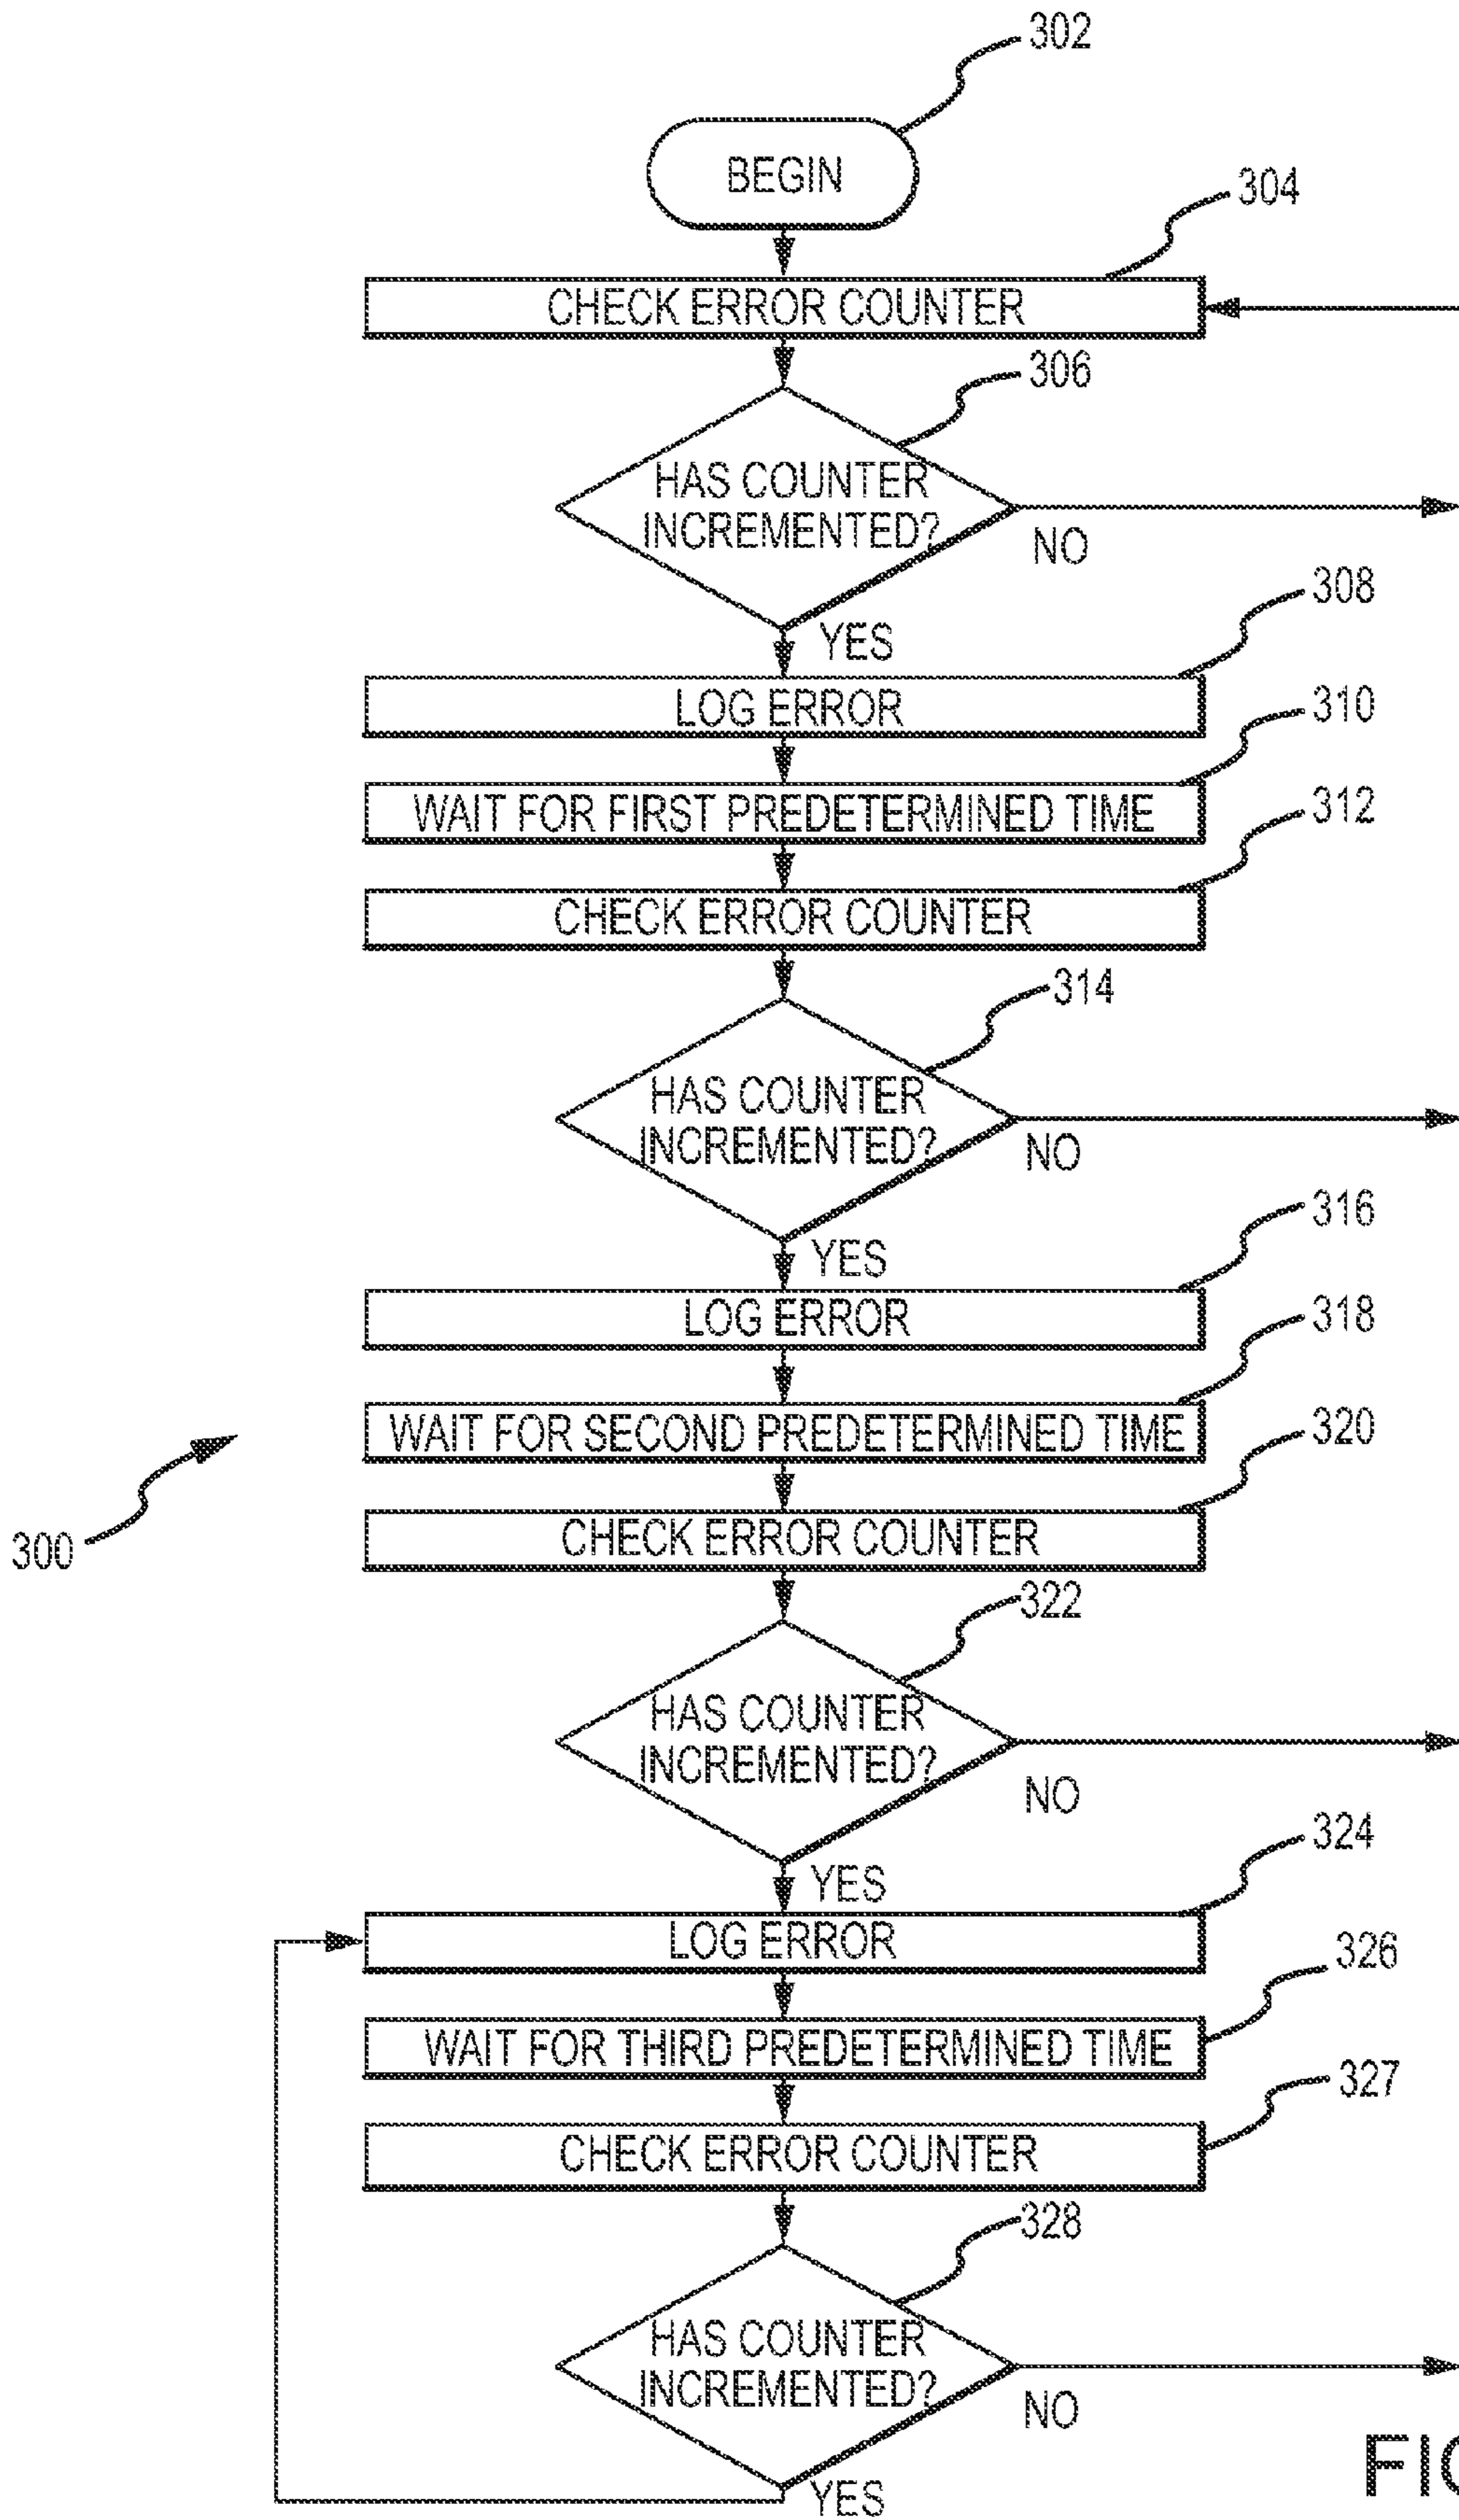 302
BEGIN
304
CHECK ERROR COUNTER
306
HAS COUNTER
INCREMENTED?
NO
308
YES
LOG ERROR
310
WAIT FOR FIRST PREDETERMINED TIME
312
CHECK ERROR COUNTER
314
HAS COUNTER
INCREMENTED?
NO
316
YES
LOG ERROR
318
WAIT FOR SECOND PREDETERMINED TIME
320
CHECK ERROR COUNTER
300
322
HAS COUNTER
INCREMENTED?
NO
324
YES
LOG ERROR
326
WAIT FOR THIRD PREDETERMINED TIME
327
CHECK ERROR COUNTER
328
HAS COUNTER
INCREMENTED?
NO
YES